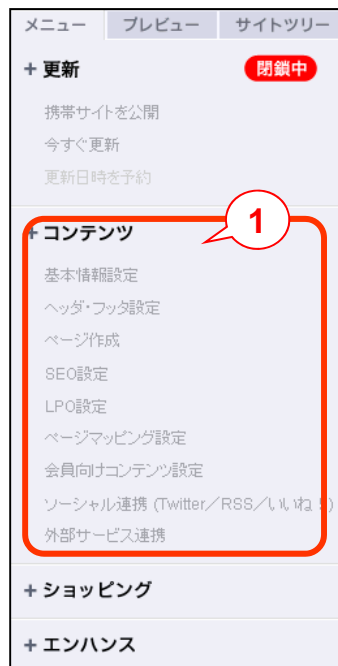 メニュー プレビュー サイトツリー
+ 更新 閉鎖中
携帯サイトを公開
今すぐ更新
更新日時を予約
1
+ コンテンツ
基本情報設定
ヘッダ・フッタ設定
ページ作成
SEO設定
LPO設定
ページマッピング設定
会員向けコンテンツ設定
ソーシャル連携 (Twitter／RSS／いいね！)
外部サービス連携
+ ショッピング
+ エンハンス